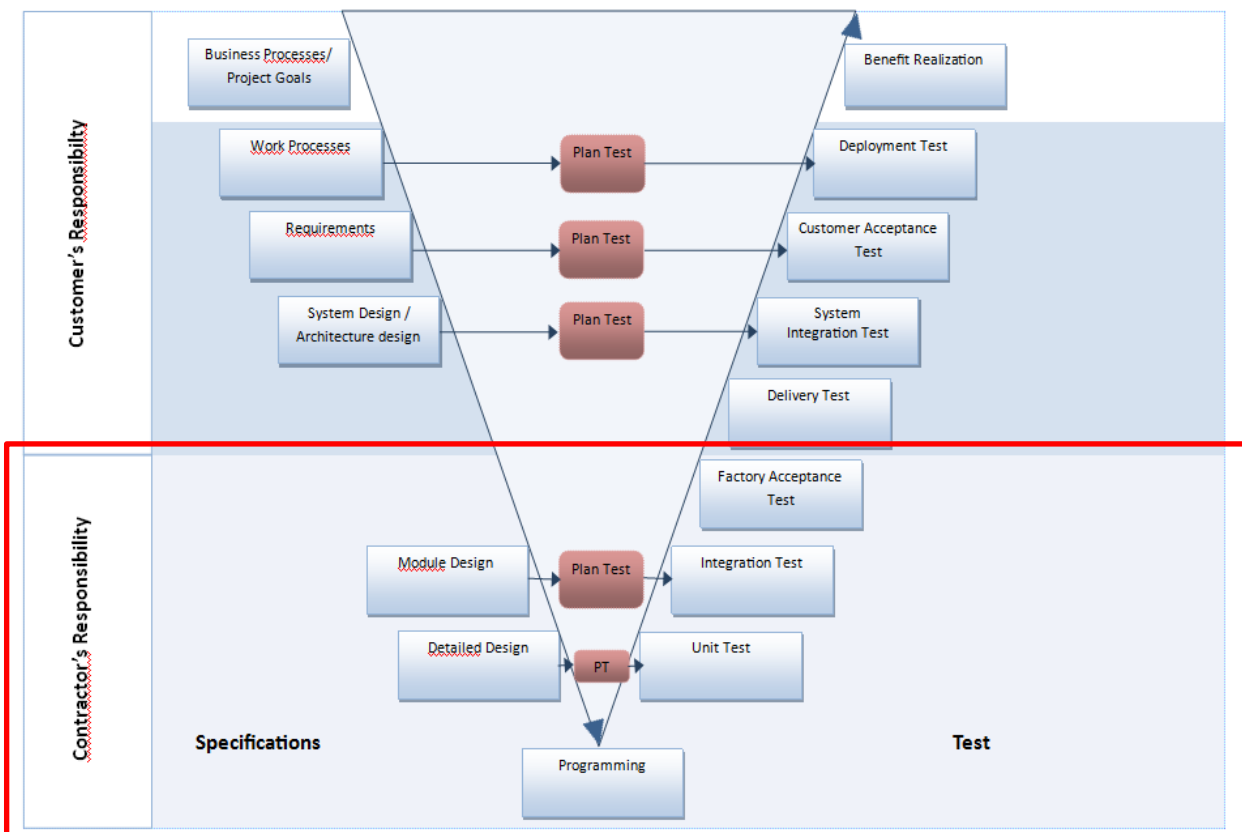 Customer's Responsibilty
Business Processes/
Project Goals
Benefit Realization
Work Processes
Plan Test
Deployment Test
Requirements
Plan Test
Customer Acceptance
Test
System Design /
Architecture design
Plan Test
System
Integration Test
Delivery Test
Contractor's Responsibility
Factory Acceptance
Test
Module Design
Plan Test
Integration Test
Detailed Design
PT
Unit Test
Specifications
Test
Programming